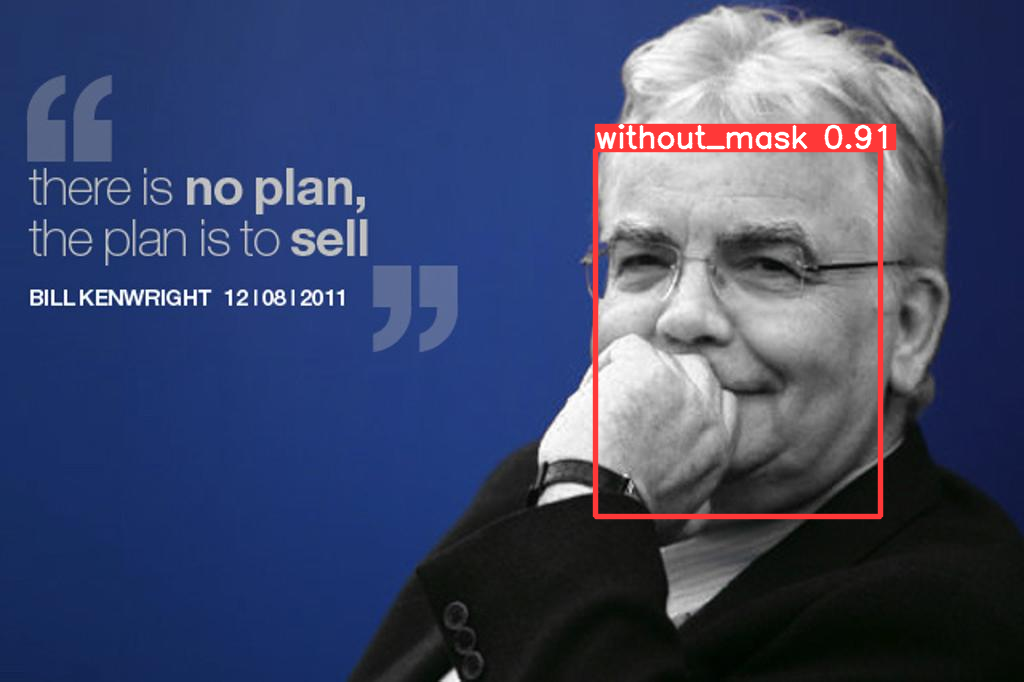 without_mask 0.91
“
there is no plan,
the plan is to sell
”
BILL KENWRIGHT 12|08|2011